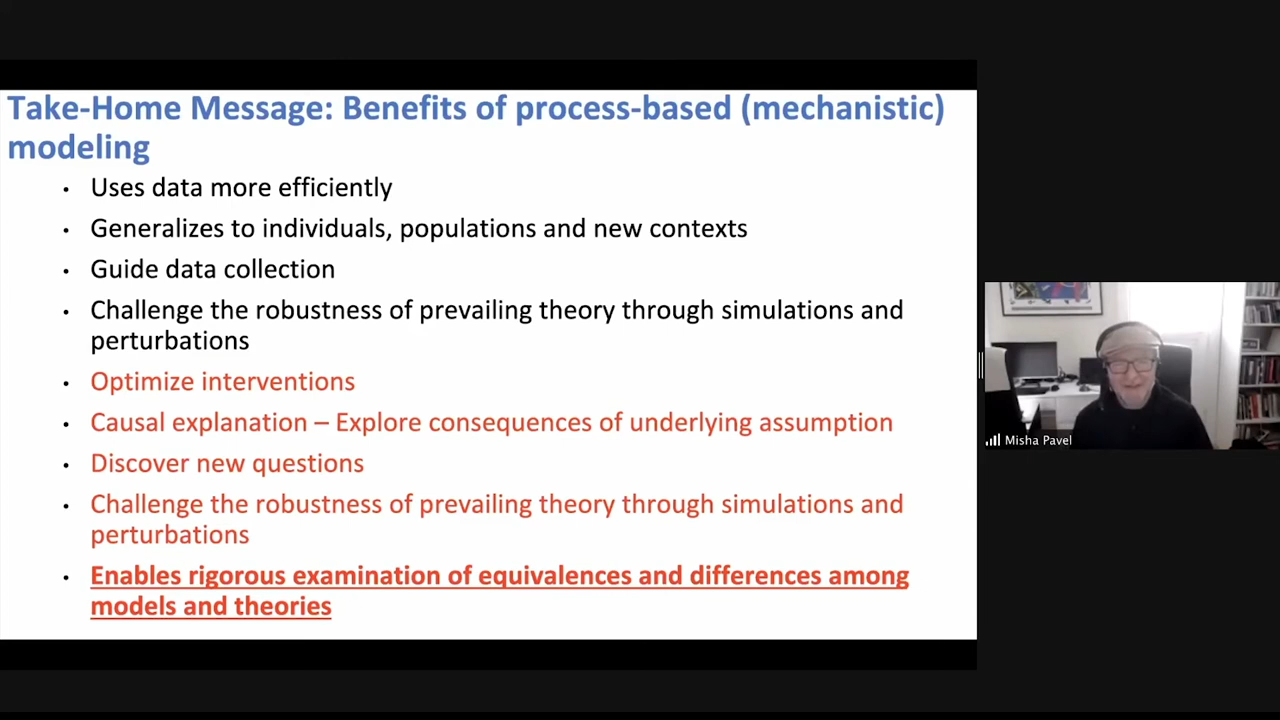 Take-Home Message: Benefits of process-based (mechanistic)
modeling
• Uses data more efficiently
• Generalizes to individuals, populations and new contexts
• Guide data collection
• Challenge the robustness of prevailing theory through simulations and
perturbations
• Optimize interventions
• Causal explanation – Explore consequences of underlying assumption
• Discover new questions
• Challenge the robustness of prevailing theory through simulations and
perturbations
• Enables rigorous examination of equivalences and differences among
models and theories
Misha Pavel